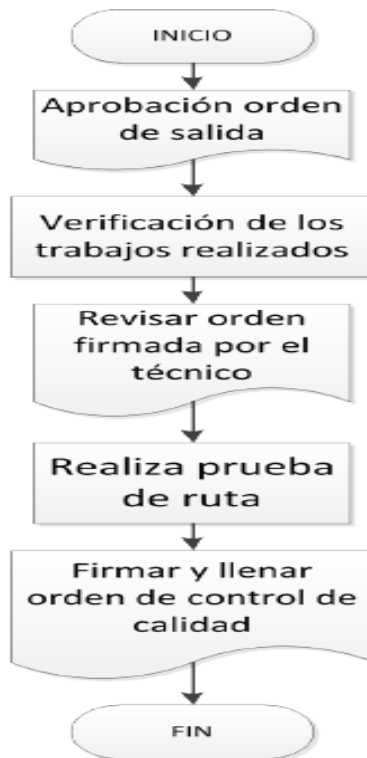 INICIO
Aprobación orden
de salida
Verificación de los
trabajos realizados
Revisar orden
firmada por el
técnico
Realiza prueba
de ruta
Firmar y llenar
orden de control de
calidad
FIN